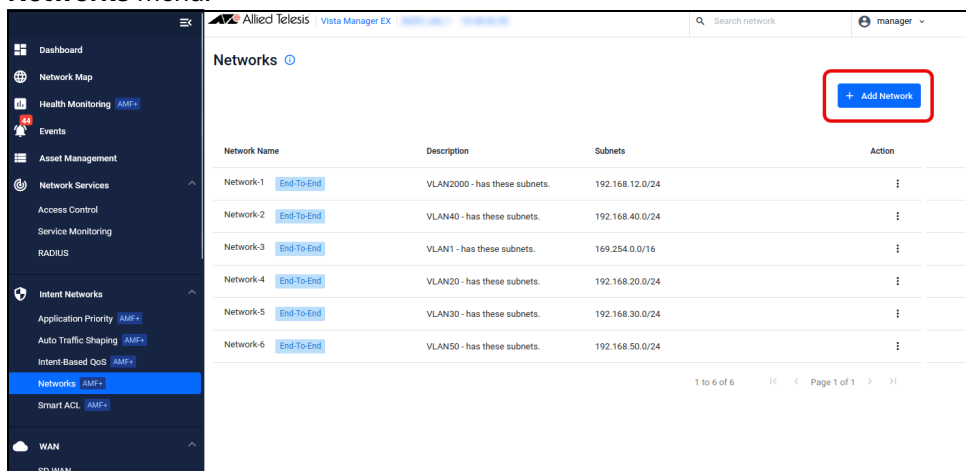 Networks menu.
Allied Telesis Vista Manager EX
Search network
manager
Dashboard
Network Map
Health Monitoring AMF+
44
Events
Asset Management
Network Services
Access Control
Service Monitoring
RADIUS
Intent Networks
Application Priority AMF+
Auto Traffic Shaping AMF+
Intent-Based QoS AMF+
Networks AMF+
Smart ACL AMF+
WAN
SD-WAN
Networks
+ Add Network
Network Name Description Subnets Action
Network-1 End-To-End VLAN2000 - has these subnets. 192.168.12.0/24
Network-2 End-To-End VLAN40 - has these subnets. 192.168.40.0/24
Network-3 End-To-End VLAN1 - has these subnets. 169.254.0.0/16
Network-4 End-To-End VLAN20 - has these subnets. 192.168.20.0/24
Network-5 End-To-End VLAN30 - has these subnets. 192.168.30.0/24
Network-6 End-To-End VLAN50 - has these subnets. 192.168.50.0/24
1 to 6 of 6 Page 1 of 1